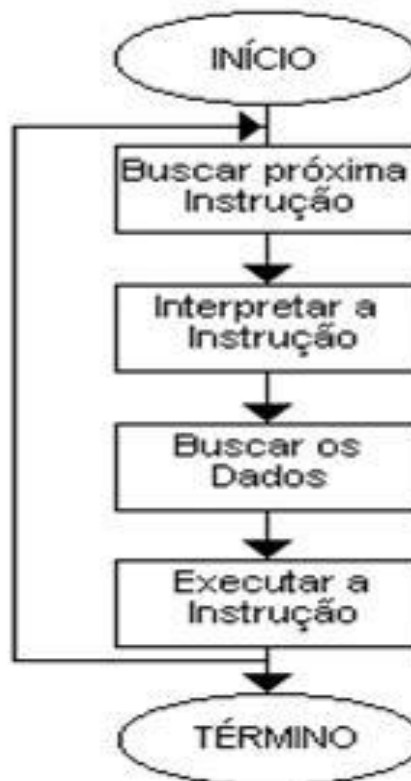 INÍCIO
Buscar próxima
Instrução
Interpretar a
Instrução
Buscar os
Dados
Executar a
Instrução
TÉRMINO